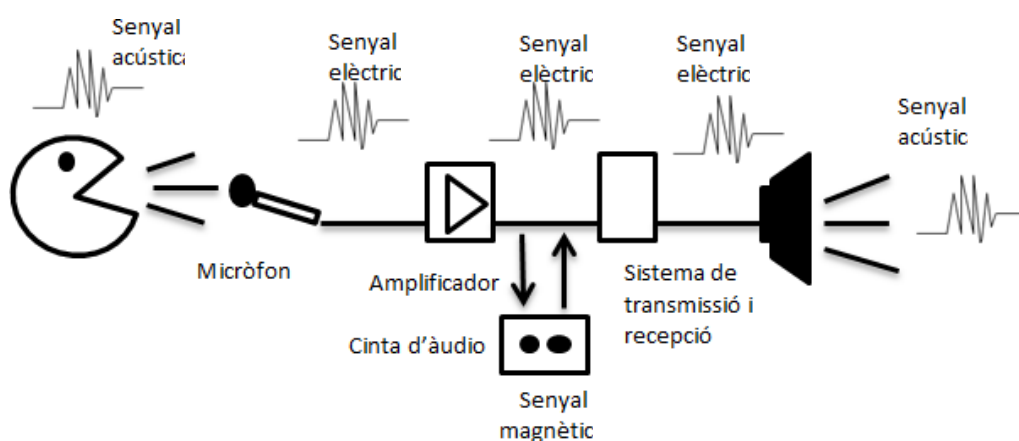 Senyal
acústica
Senyal
elèctric
Senyal
elèctric
Senyal
elèctric
Senyal
acústic
Micròfon
Amplificador
Sistema de
transmissió i
recepció
Cinta d'àudio
Senyal
magnètic